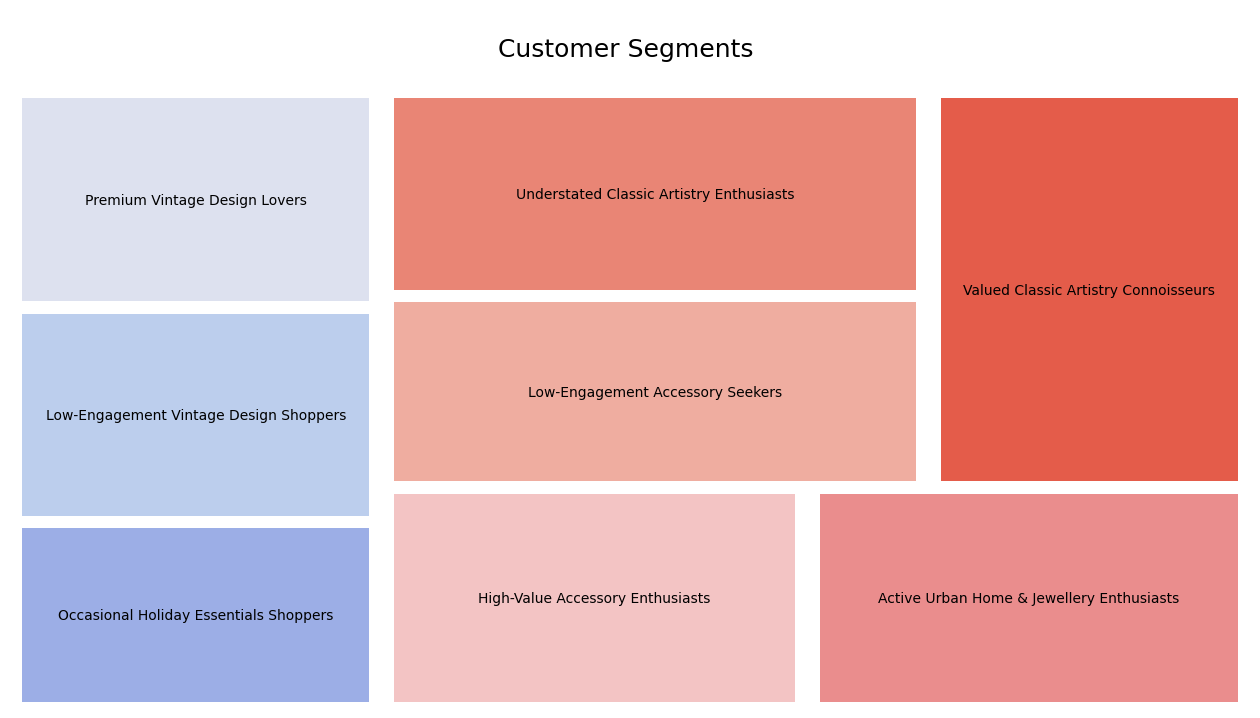 Customer Segments
Premium Vintage Design Lovers
Understated Classic Artistry Enthusiasts
Valued Classic Artistry Connoisseurs
Low-Engagement Vintage Design Shoppers
Low-Engagement Accessory Seekers
Occasional Holiday Essentials Shoppers
High-Value Accessory Enthusiasts
Active Urban Home & Jewellery Enthusiasts